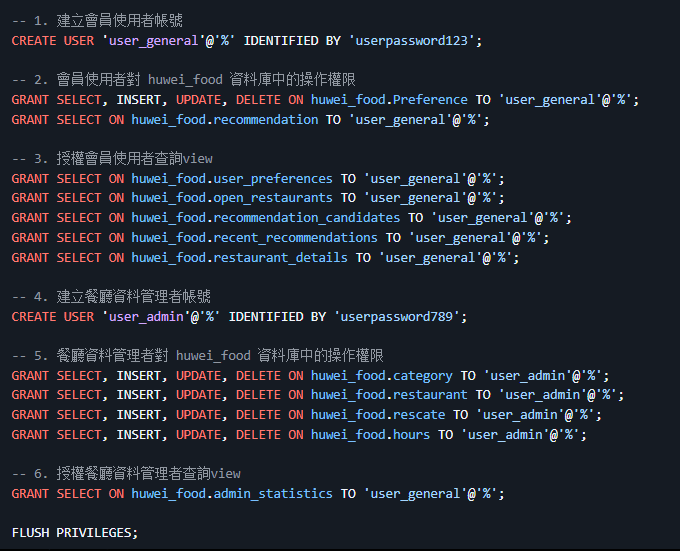 -- 1. 建立會員使用者帳號
CREATE USER 'user_general'@'%' IDENTIFIED BY 'userpassword123';
-- 2. 會員使用者對 huwei_food 資料庫中的操作權限
GRANT SELECT, INSERT, UPDATE, DELETE ON huwei_food.Preference TO 'user_general'@'%';
GRANT SELECT ON huwei_food.recommendation TO 'user_general'@'%';
-- 3. 授權會員使用者查詢view
GRANT SELECT ON huwei_food.user_preferences TO 'user_general'@'%';
GRANT SELECT ON huwei_food.open_restaurants TO 'user_general'@'%';
GRANT SELECT ON huwei_food.recommendation_candidates TO 'user_general'@'%';
GRANT SELECT ON huwei_food.recent_recommendations TO 'user_general'@'%';
GRANT SELECT ON huwei_food.restaurant_details TO 'user_general'@'%';
-- 4. 建立餐廳資料管理者帳號
CREATE USER 'user_admin'@'%' IDENTIFIED BY 'userpassword789';
-- 5. 餐廳資料管理者對 huwei_food 資料庫中的操作權限
GRANT SELECT, INSERT, UPDATE, DELETE ON huwei_food.category TO 'user_admin'@'%';
GRANT SELECT, INSERT, UPDATE, DELETE ON huwei_food.restaurant TO 'user_admin'@'%';
GRANT SELECT, INSERT, UPDATE, DELETE ON huwei_food.rescate TO 'user_admin'@'%';
GRANT SELECT, INSERT, UPDATE, DELETE ON huwei_food.hours TO 'user_admin'@'%';
-- 6. 授權餐廳資料管理者查詢view
GRANT SELECT ON huwei_food.admin_statistics TO 'user_general'@'%';
FLUSH PRIVILEGES;